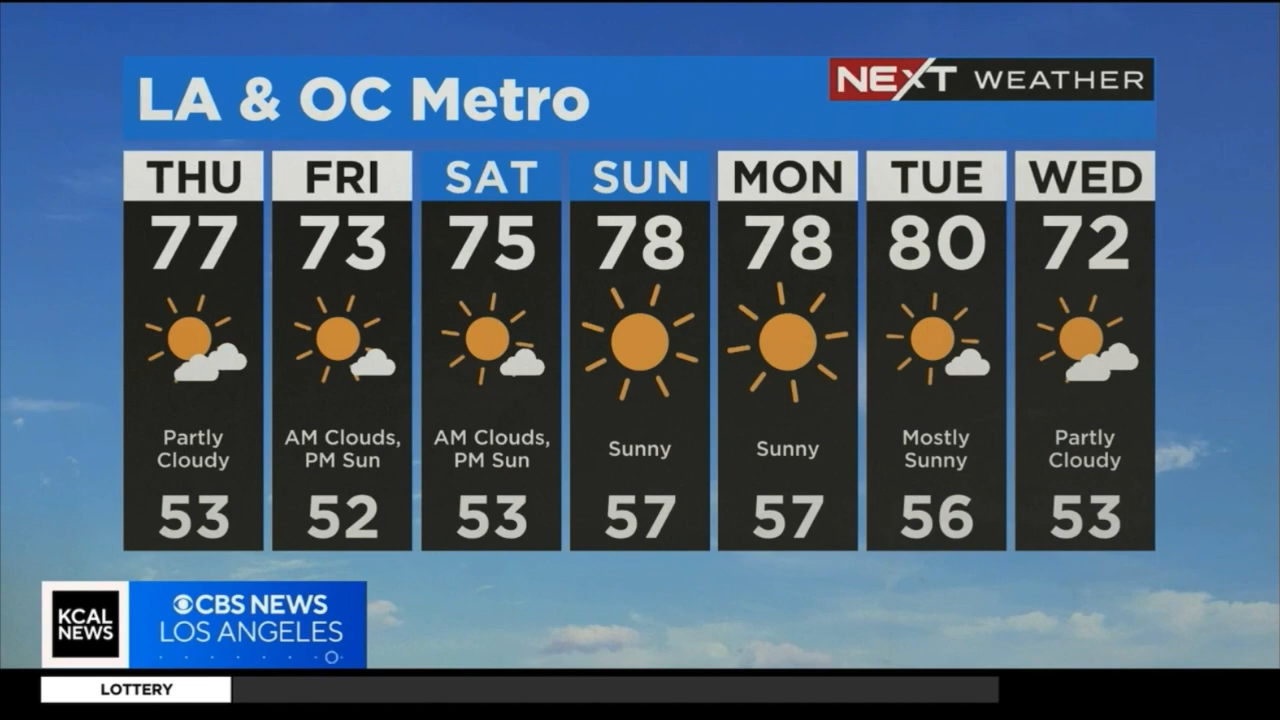 LA & OC Metro
NEXT WEATHER
THU FRI SAT SUN MON TUE WED
77 73 75 78 78 80 72
Partly Cloudy
AM Clouds, PM Sun
AM Clouds, PM Sun
Sunny
Sunny
Mostly Sunny
Partly Cloudy
53 52 53 57 57 56 53
KCAL NEWS
CBS NEWS
LOS ANGELES
LOTTERY